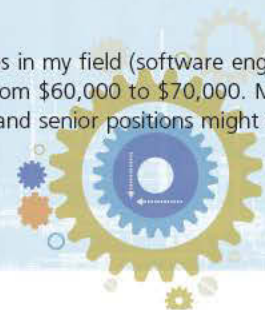 s in my field (software eng
om $60,000 to $70,000. M
and senior positions might